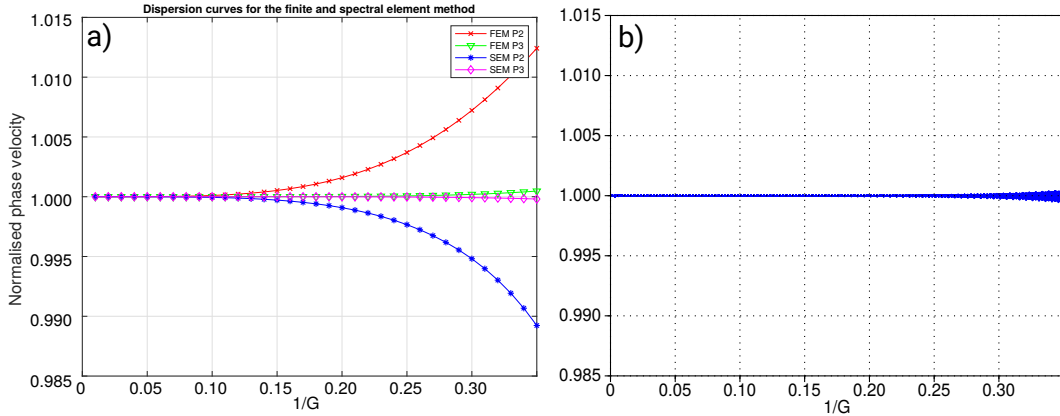 Dispersion curves for the finite and spectral element method
a)
1.015
1.010
1.005
1.000
0.995
0.990
0.985
Normalised phase velocity
FEM P2
FEM P3
SEM P2
SEM P3
0 0.05 0.10 0.15 0.20 0.25 0.30
1/G
b)
1.015
1.010
1.005
1.000
0.995
0.990
0.985
0 0.05 0.10 0.15 0.20 0.25 0.30
1/G